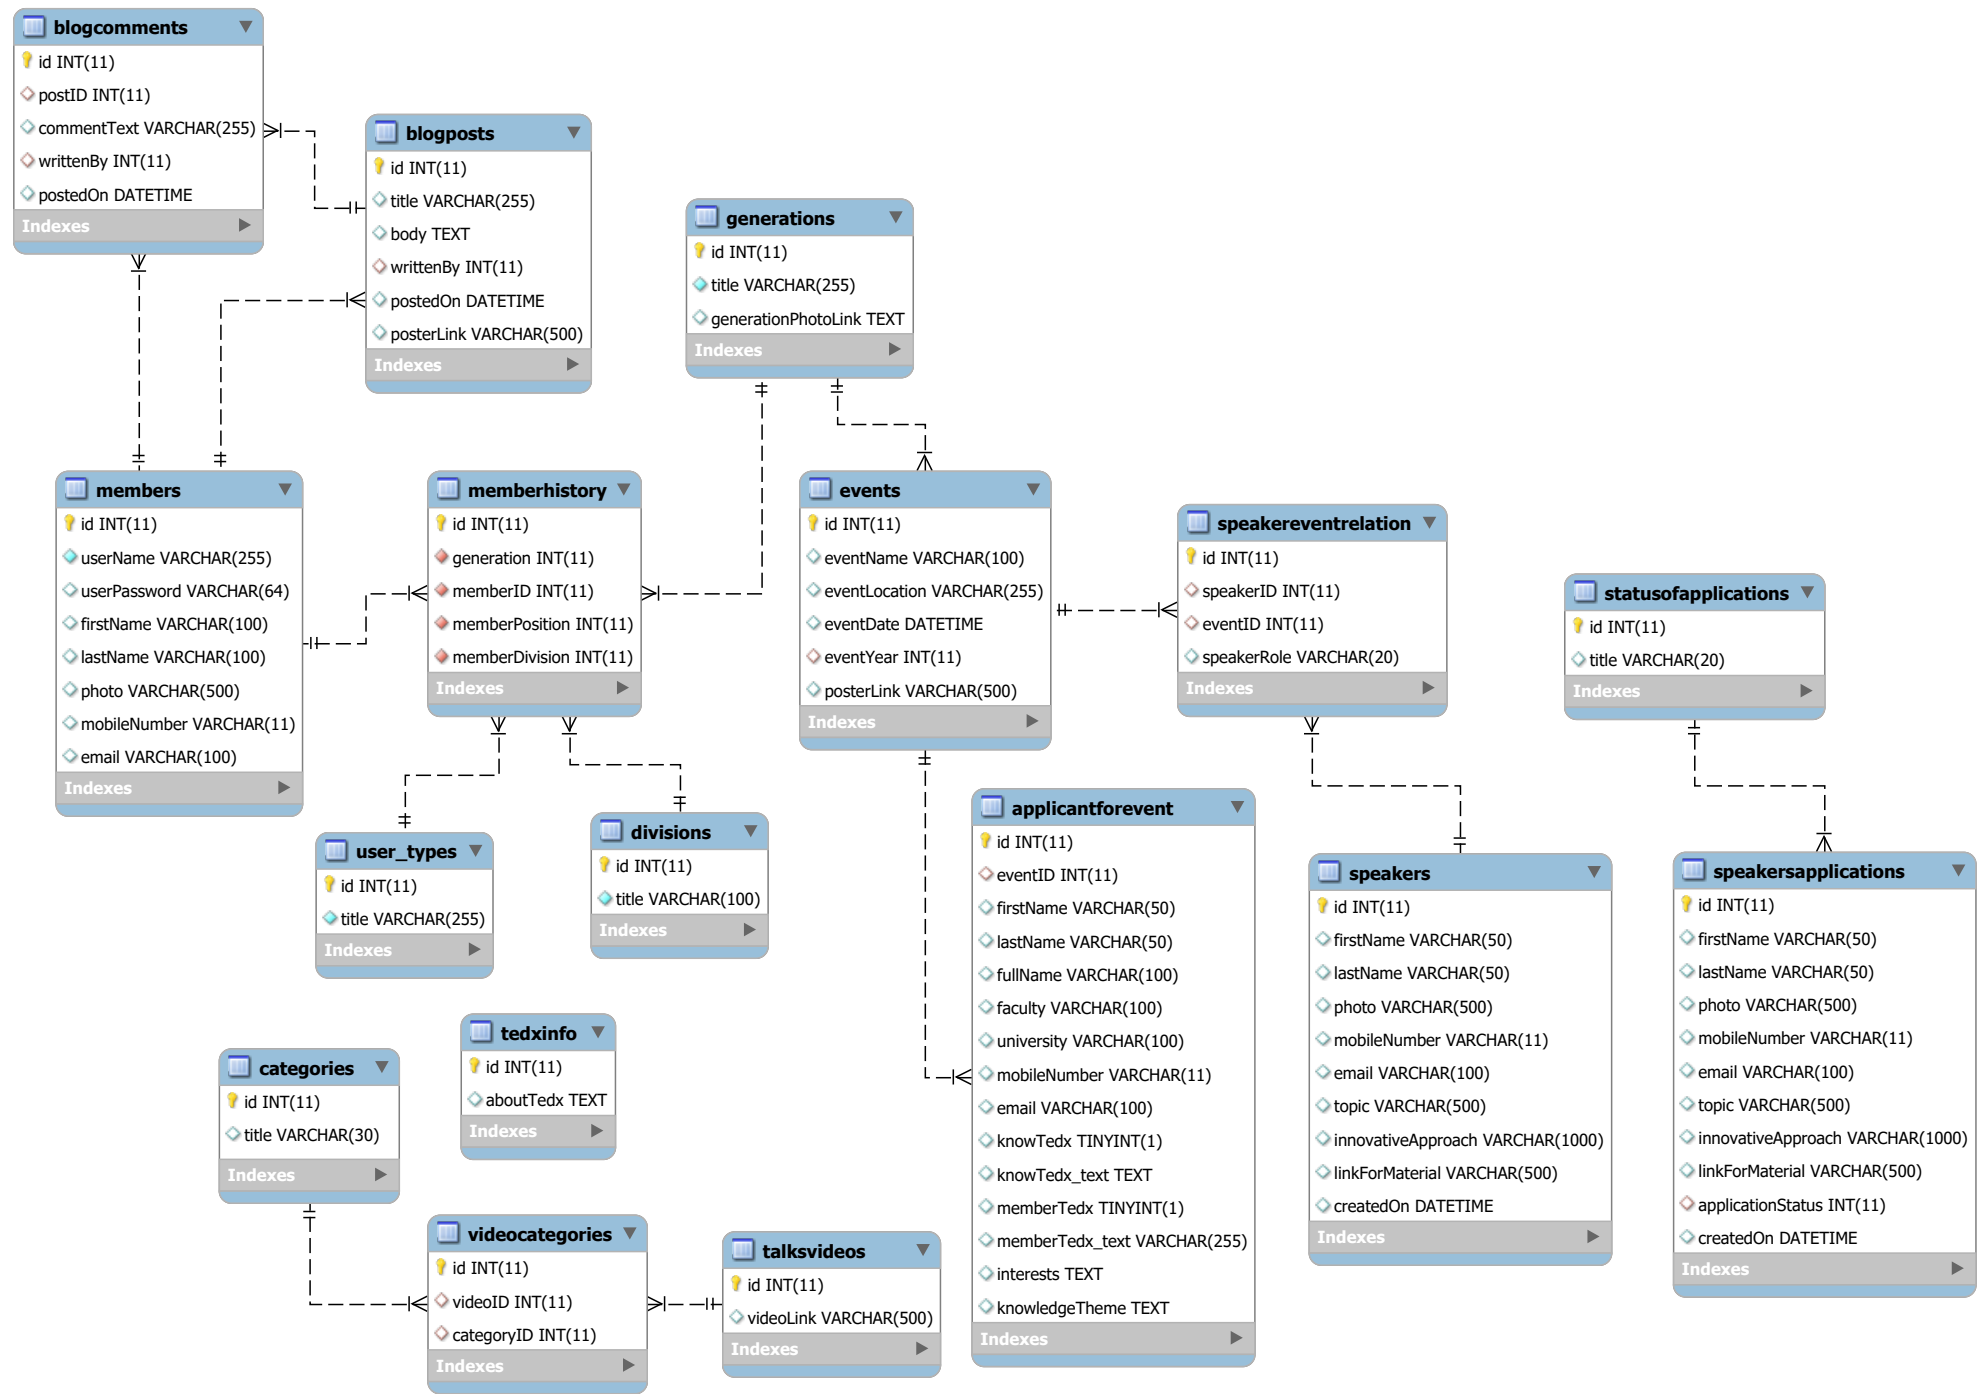 blogcomments
id INT(11)
postID INT(11)
commentText VARCHAR(255)
writtenBy INT(11)
postedOn DATETIME
Indexes
blogposts
id INT(11)
title VARCHAR(255)
body TEXT
writtenBy INT(11)
postedOn DATETIME
posterLink VARCHAR(500)
Indexes
generations
id INT(11)
title VARCHAR(255)
generationPhotoLink TEXT
Indexes
members
id INT(11)
userName VARCHAR(255)
userPassword VARCHAR(64)
firstName VARCHAR(100)
lastName VARCHAR(100)
photo VARCHAR(500)
mobileNumber VARCHAR(11)
email VARCHAR(100)
Indexes
memberhistory
id INT(11)
generation INT(11)
memberID INT(11)
memberPosition INT(11)
memberDivision INT(11)
Indexes
events
id INT(11)
eventName VARCHAR(100)
eventLocation VARCHAR(255)
eventDate DATETIME
eventYear INT(11)
posterLink VARCHAR(500)
Indexes
speakereventrelation
id INT(11)
speakerID INT(11)
eventID INT(11)
speakerRole VARCHAR(20)
Indexes
statusofapplications
id INT(11)
title VARCHAR(20)
Indexes
user_types
id INT(11)
title VARCHAR(255)
Indexes
divisions
id INT(11)
title VARCHAR(100)
Indexes
applicantforevent
id INT(11)
eventID INT(11)
firstName VARCHAR(50)
lastName VARCHAR(50)
fullName VARCHAR(100)
faculty VARCHAR(100)
university VARCHAR(100)
mobileNumber VARCHAR(11)
email VARCHAR(100)
knowTedx TINYINT(1)
knowTedx_text TEXT
memberTedx TINYINT(1)
memberTedx_text VARCHAR(255)
interests TEXT
knowledgeTheme TEXT
Indexes
speakers
id INT(11)
firstName VARCHAR(50)
lastName VARCHAR(50)
photo VARCHAR(500)
mobileNumber VARCHAR(11)
email VARCHAR(100)
topic VARCHAR(500)
innovativeApproach VARCHAR(1000)
linkForMaterial VARCHAR(500)
createdOn DATETIME
Indexes
speakersapplications
id INT(11)
firstName VARCHAR(50)
lastName VARCHAR(50)
photo VARCHAR(500)
mobileNumber VARCHAR(11)
email VARCHAR(100)
topic VARCHAR(500)
innovativeApproach VARCHAR(1000)
linkForMaterial VARCHAR(500)
applicationStatus INT(11)
createdOn DATETIME
Indexes
tedxinfo
id INT(11)
aboutTedx TEXT
Indexes
categories
id INT(11)
title VARCHAR(30)
Indexes
videocategories
id INT(11)
videoID INT(11)
categoryID INT(11)
Indexes
talksvideos
id INT(11)
videoLink VARCHAR(500)
Indexes